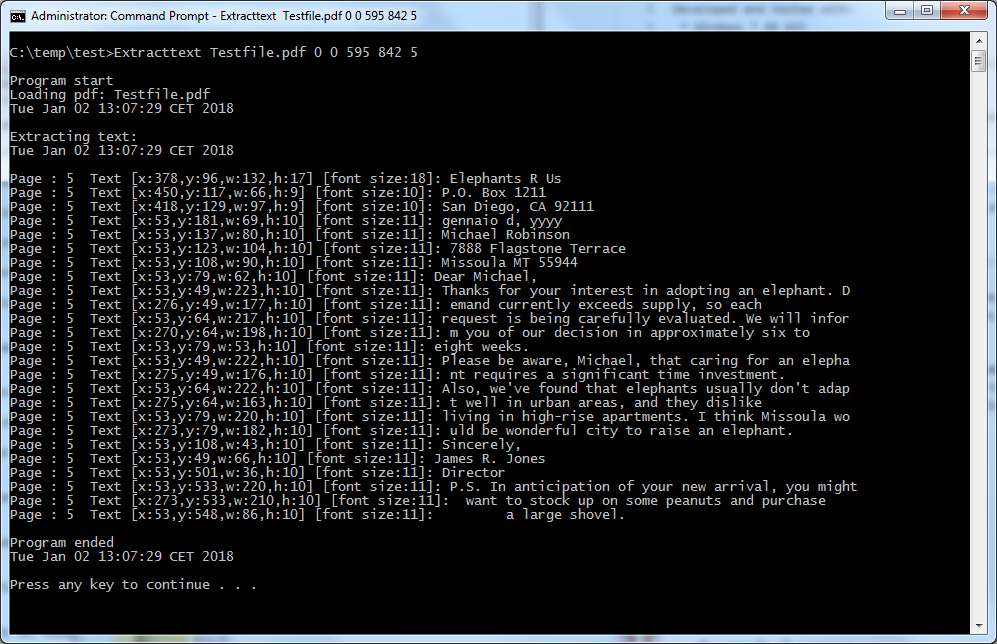 Administrator: Command Prompt - Extracttext  Testfile.pdf 0 0 595 842 5
C:\temp\test>Extracttext Testfile.pdf 0 0 595 842 5
Program start
Loading pdf: Testfile.pdf
Tue Jan 02 13:07:29 CET 2018
Extracting text:
Tue Jan 02 13:07:29 CET 2018
Page : 5  Text [x:378,y:96,w:132,h:17] [font size:18]: Elephants R Us
Page : 5  Text [x:450,y:117,w:66,h:9] [font size:10]: P.O. Box 1211
Page : 5  Text [x:418,y:129,w:97,h:9] [font size:10]: San Diego, CA 92111
Page : 5  Text [x:53,y:181,w:69,h:10] [font size:11]: gennaio d, yyyy
Page : 5  Text [x:53,y:137,w:80,h:10] [font size:11]: Michael Robinson
Page : 5  Text [x:53,y:123,w:104,h:10] [font size:11]: 7888 Flagstone Terrace
Page : 5  Text [x:53,y:108,w:90,h:10] [font size:11]: Missoula MT 55944
Page : 5  Text [x:53,y:79,w:62,h:10] [font size:11]: Dear Michael,
Page : 5  Text [x:53,y:49,w:223,h:10] [font size:11]: Thanks for your interest in adopting an elephant. D
Page : 5  Text [x:276,y:49,w:177,h:10] [font size:11]: emand currently exceeds supply, so each
Page : 5  Text [x:53,y:64,w:217,h:10] [font size:11]: request is being carefully evaluated. We will infor
Page : 5  Text [x:270,y:64,w:198,h:10] [font size:11]: m you of our decision in approximately six to
Page : 5  Text [x:53,y:79,w:53,h:10] [font size:11]: eight weeks.
Page : 5  Text [x:53,y:49,w:222,h:10] [font size:11]: Please be aware, Michael, that caring for an elepha
Page : 5  Text [x:275,y:49,w:176,h:10] [font size:11]: nt requires a significant time investment.
Page : 5  Text [x:53,y:64,w:222,h:10] [font size:11]: Also, we've found that elephants usually don't adap
Page : 5  Text [x:275,y:64,w:163,h:10] [font size:11]: t well in urban areas, and they dislike
Page : 5  Text [x:53,y:79,w:220,h:10] [font size:11]: living in high-rise apartments. I think Missoula wo
Page : 5  Text [x:273,y:79,w:182,h:10] [font size:11]: uld be wonderful city to raise an elephant.
Page : 5  Text [x:53,y:108,w:43,h:10] [font size:11]: Sincerely,
Page : 5  Text [x:53,y:49,w:66,h:10] [font size:11]: James R. Jones
Page : 5  Text [x:53,y:501,w:36,h:10] [font size:11]: Director
Page : 5  Text [x:53,y:533,w:220,h:10] [font size:11]: P.S. In anticipation of your new arrival, you might
Page : 5  Text [x:273,y:533,w:210,h:10] [font size:11]:  want to stock up on some peanuts and purchase
Page : 5  Text [x:53,y:548,w:86,h:10] [font size:11]:         a large shovel.
Program ended
Tue Jan 02 13:07:29 CET 2018
Press any key to continue . . .